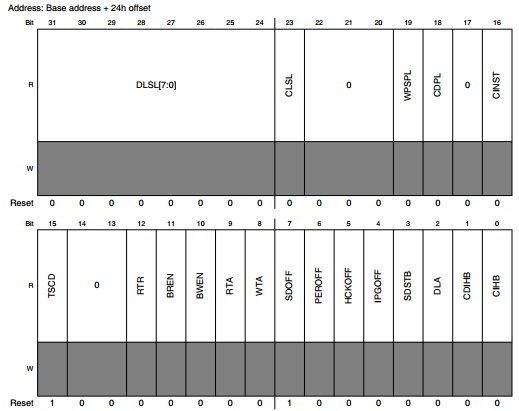 Address: Base address + 24h offset
Bit 31 30 29 28 27 26 25 24 23 22 21 20 19 18 17 16
R DLSL[7:0] CLSL 0 WPSPL CDPL 0 CINST
W
Reset 0 0 0 0 0 0 0 0 0 0 0 0 0 0 0 0
Bit 15 14 13 12 11 10 9 8 7 6 5 4 3 2 1 0
R TSCD 0 RTR BREN BWEN RTA WTA SDOFF PEROFF HCKOFF IPGOFF SDSTB DLA CDIHB CIHB
W
Reset 1 0 0 0 0 0 0 0 1 0 0 0 0 0 0 0